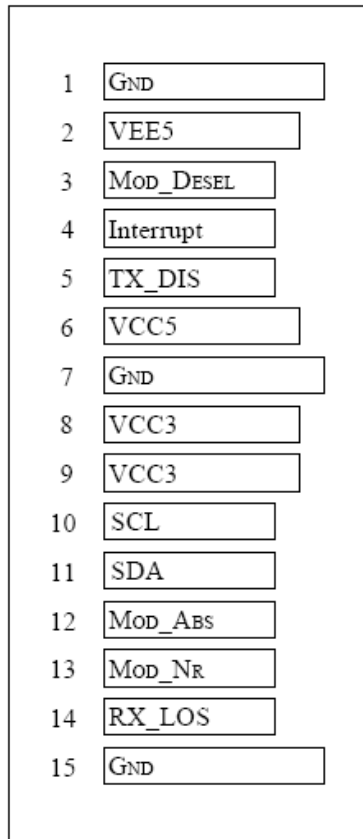 1 GND
2 VEE5
3 MOD_DESEL
4 Interrupt
5 TX_DIS
6 VCC5
7 GND
8 VCC3
9 VCC3
10 SCL
11 SDA
12 MOD_ABS
13 MOD_NR
14 RX_LOS
15 GND